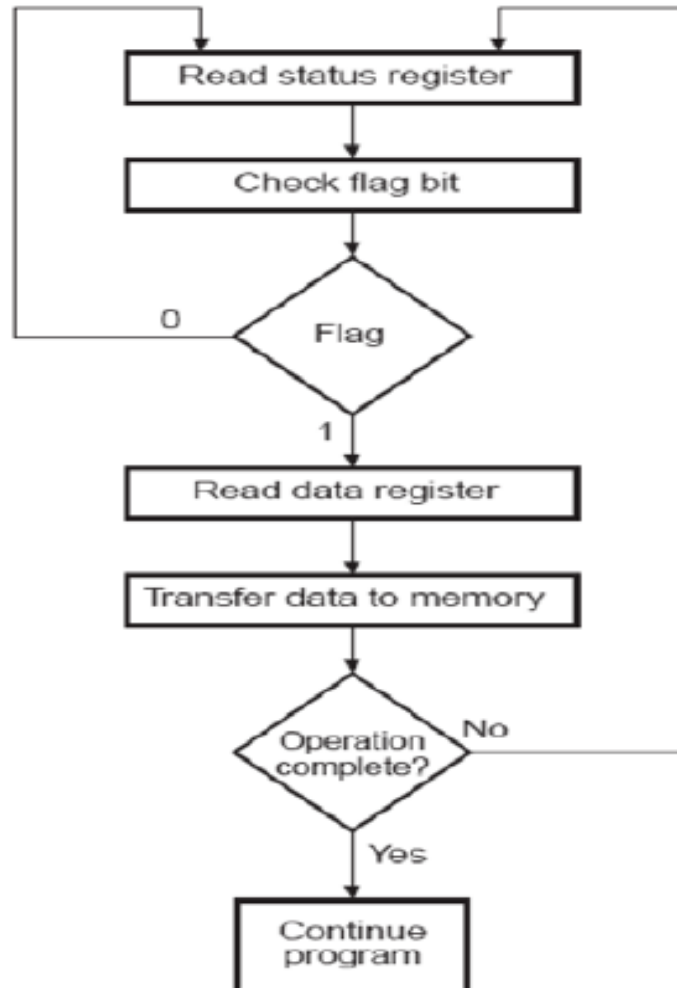 Read status register
Check flag bit
Flag
0
1
Read data register
Transfer data to memory
Operation
complete?
No
Yes
Continue
program